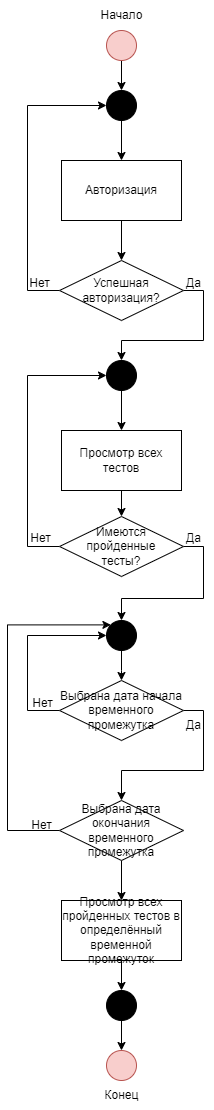 Начало
Авторизация
Успешная
авторизация?
Нет
Да
Просмотр всех
тестов
Имеются
пройденные
тесты?
Нет
Да
Выбрана дата начала
временного
промежутка
Нет
Да
Выбрана дата
окончания
временного
промежутка
Нет
Просмотр всех
пройденных тестов в
определённый
временной
промежуток
Конец